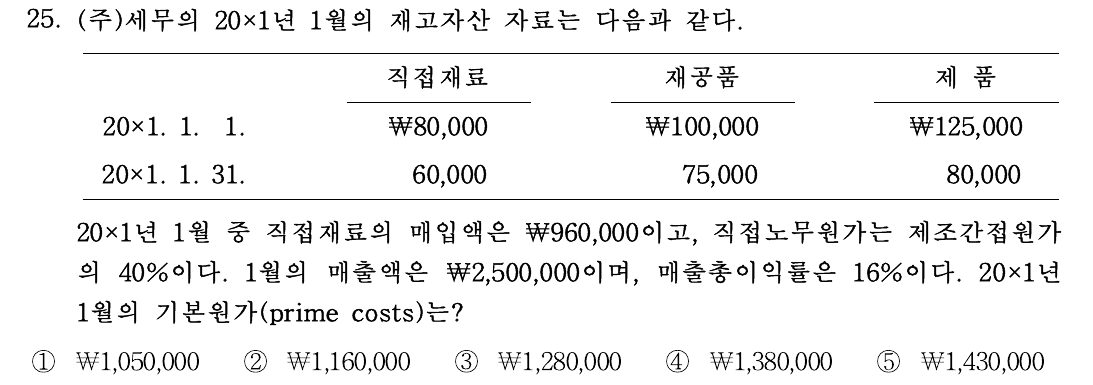 25. (주)세무의 20×1년 1월의 재고자산 자료는 다음과 같다.
직접재료 재공품 제 품
20×1. 1. 1. ₩80,000 ₩100,000 ₩125,000
20×1. 1. 31. 60,000 75,000 80,000
20×1년 1월 중 직접재료의 매입액은 ₩960,000이고, 직접노무원가는 제조간접원가
의 40%이다. 1월의 매출액은 ₩2,500,000이며, 매출총이익률은 16%이다. 20×1년
1월의 기본원가(prime costs)는?
① ₩1,050,000 ② ₩1,160,000 ③ ₩1,280,000 ④ ₩1,380,000 ⑤ ₩1,430,000